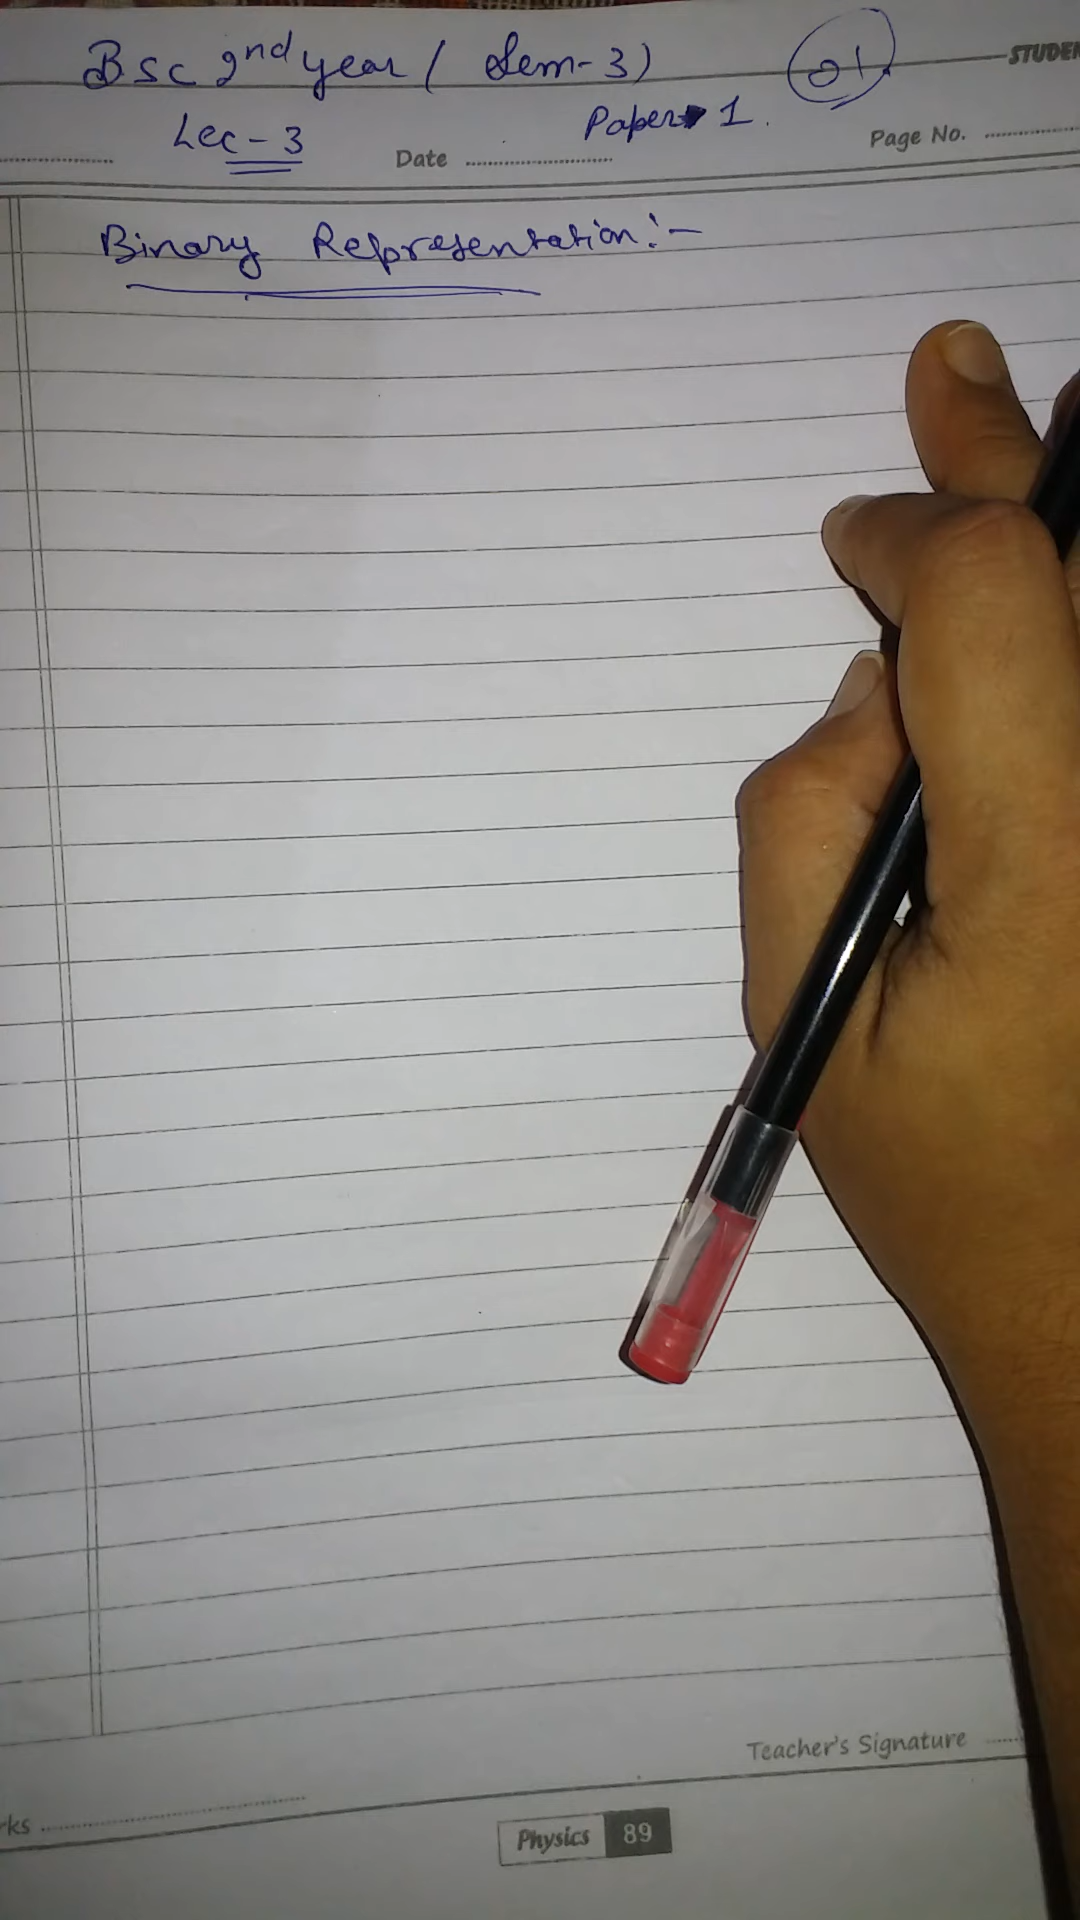 Bsc 2nd year ( Sem-3) 01
STUDEN
Lec-3
Paper 1.
Date
Page No.
Binary Representation:-
Teacher's Signature
rks
Physics 89